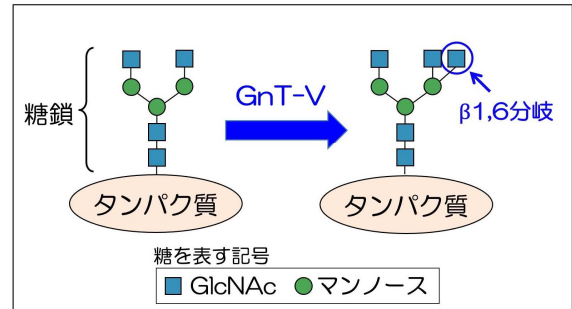 GnT-V
糖鎖
β1,6分岐
タンパク質
タンパク質
糖を表す記号
GlcNAc マンノース